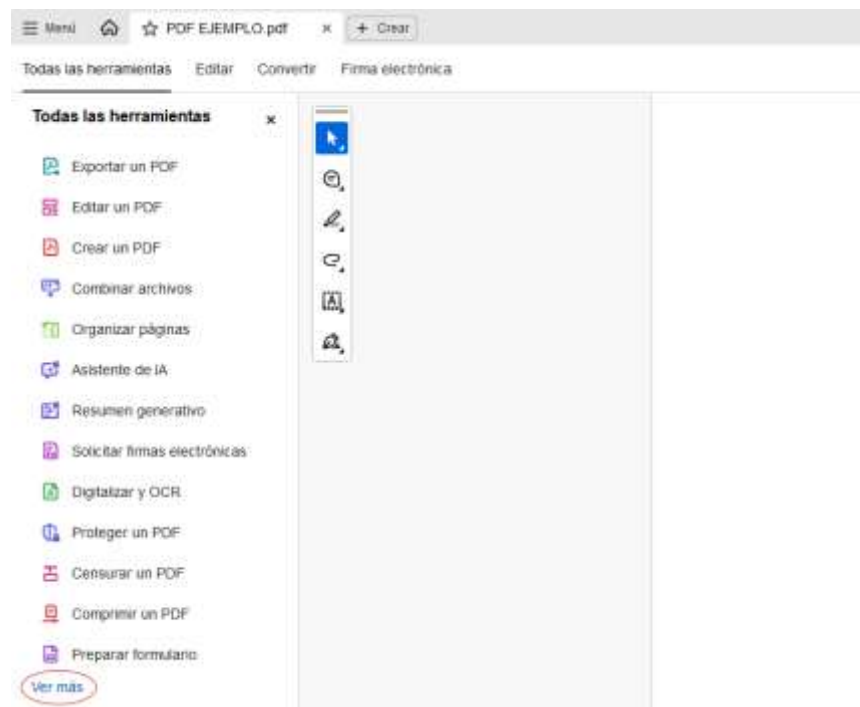 Menú
PDF EJEMPLO.pdf
+ Crear
Todas las herramientas Editar Convertir Firma electrónica
Todas las herramientas
Exportar un PDF
Editar un PDF
Crear un PDF
Combinar archivos
Organizar páginas
Asistente de IA
Resumen generativo
Solicitar firmas electrónicas
Digitalizar y OCR
Proteger un PDF
Censurar un PDF
Comprimir un PDF
Preparar formulario
Ver más